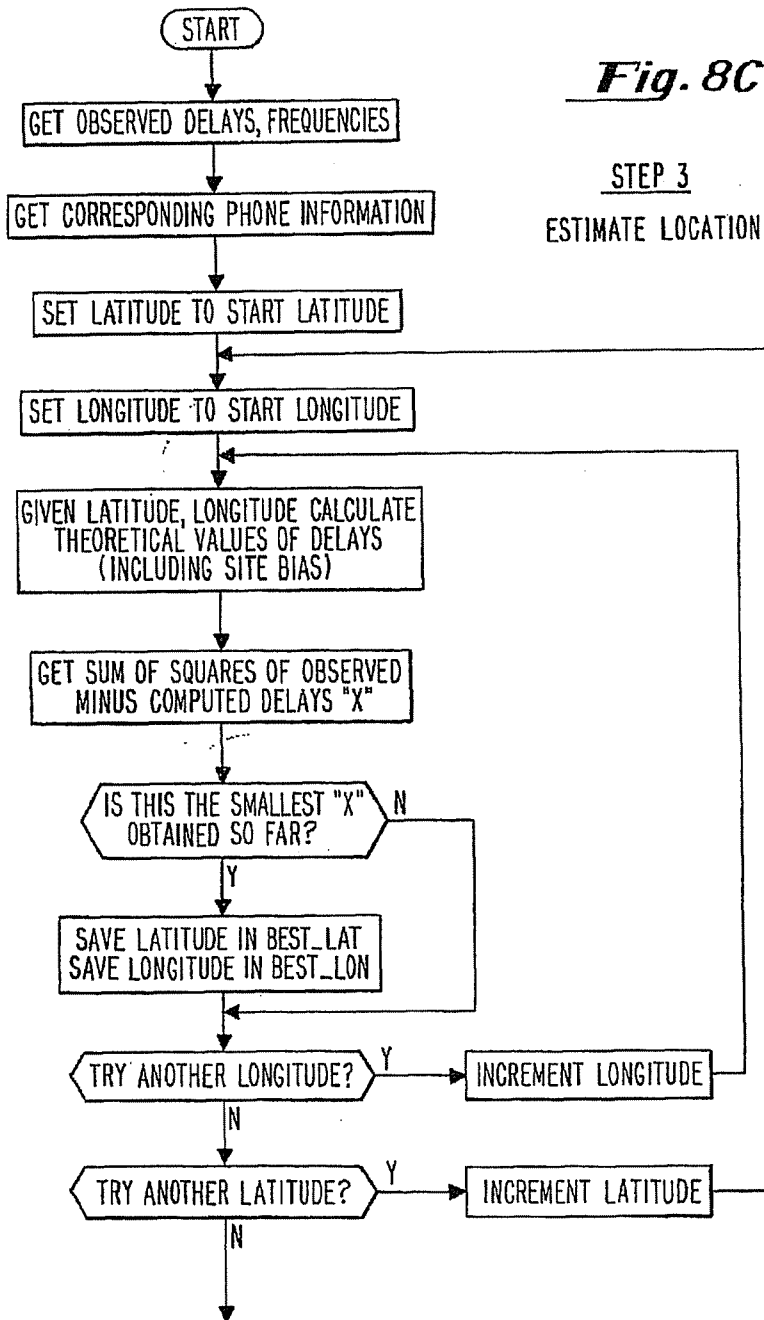 START
Fig. 8C
GET OBSERVED DELAYS, FREQUENCIES
STEP 3
ESTIMATE LOCATION
GET CORRESPONDING PHONE INFORMATION
SET LATITUDE TO START LATITUDE
SET LONGITUDE TO START LONGITUDE
GIVEN LATITUDE, LONGITUDE CALCULATE
THEORETICAL VALUES OF DELAYS
(INCLUDING SITE BIAS)
GET SUM OF SQUARES OF OBSERVED
MINUS COMPUTED DELAYS "X"
IS THIS THE SMALLEST "X"
OBTAINED SO FAR?
N
Y
SAVE LATITUDE IN BEST_LAT
SAVE LONGITUDE IN BEST_LON
TRY ANOTHER LONGITUDE?
Y
INCREMENT LONGITUDE
N
TRY ANOTHER LATITUDE?
Y
INCREMENT LATITUDE
N